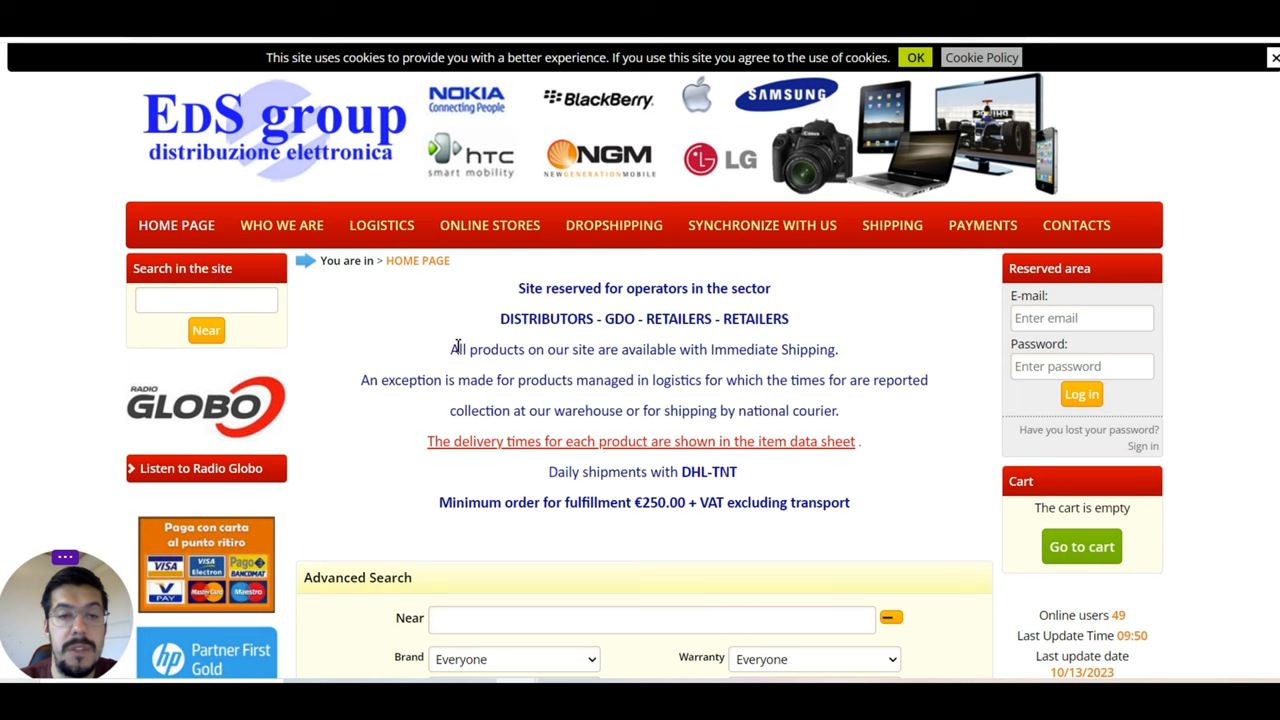 This site uses cookies to provide you with a better experience. If you use this site you agree to the use of cookies. OK Cookie Policy
EDS group
distribuzione elettronica
NOKIA
Connecting People
BlackBerry
SAMSUNG
htc
smart mobility
NGM
NEWGENERATIONMOBILE
LG
HOME PAGE WHO WE ARE LOGISTICS ONLINE STORES DROPSHIPPING SYNCHRONIZE WITH US SHIPPING PAYMENTS CONTACTS
Search in the site
Near
RADIO
GLOBO
Listen to Radio Globo
Paga con carta
al punto ritiro
VISA
VISA Electron
Pago BANCOMAT
V PAY
MasterCard
Maestro
hp
Partner First
Gold
You are in > HOME PAGE
Site reserved for operators in the sector
DISTRIBUTORS - GDO - RETAILERS - RETAILERS
All products on our site are available with Immediate Shipping.
An exception is made for products managed in logistics for which the times for are reported
collection at our warehouse or for shipping by national courier.
The delivery times for each product are shown in the item data sheet .
Daily shipments with DHL-TNT
Minimum order for fulfillment €250.00 + VAT excluding transport
Advanced Search
Near
Brand Everyone Warranty Everyone
Reserved area
E-mail:
Enter email
Password:
Enter password
Log in
Have you lost your password?
Sign in
Cart
The cart is empty
Go to cart
Online users 49
Last Update Time 09:50
Last update date
10/13/2023